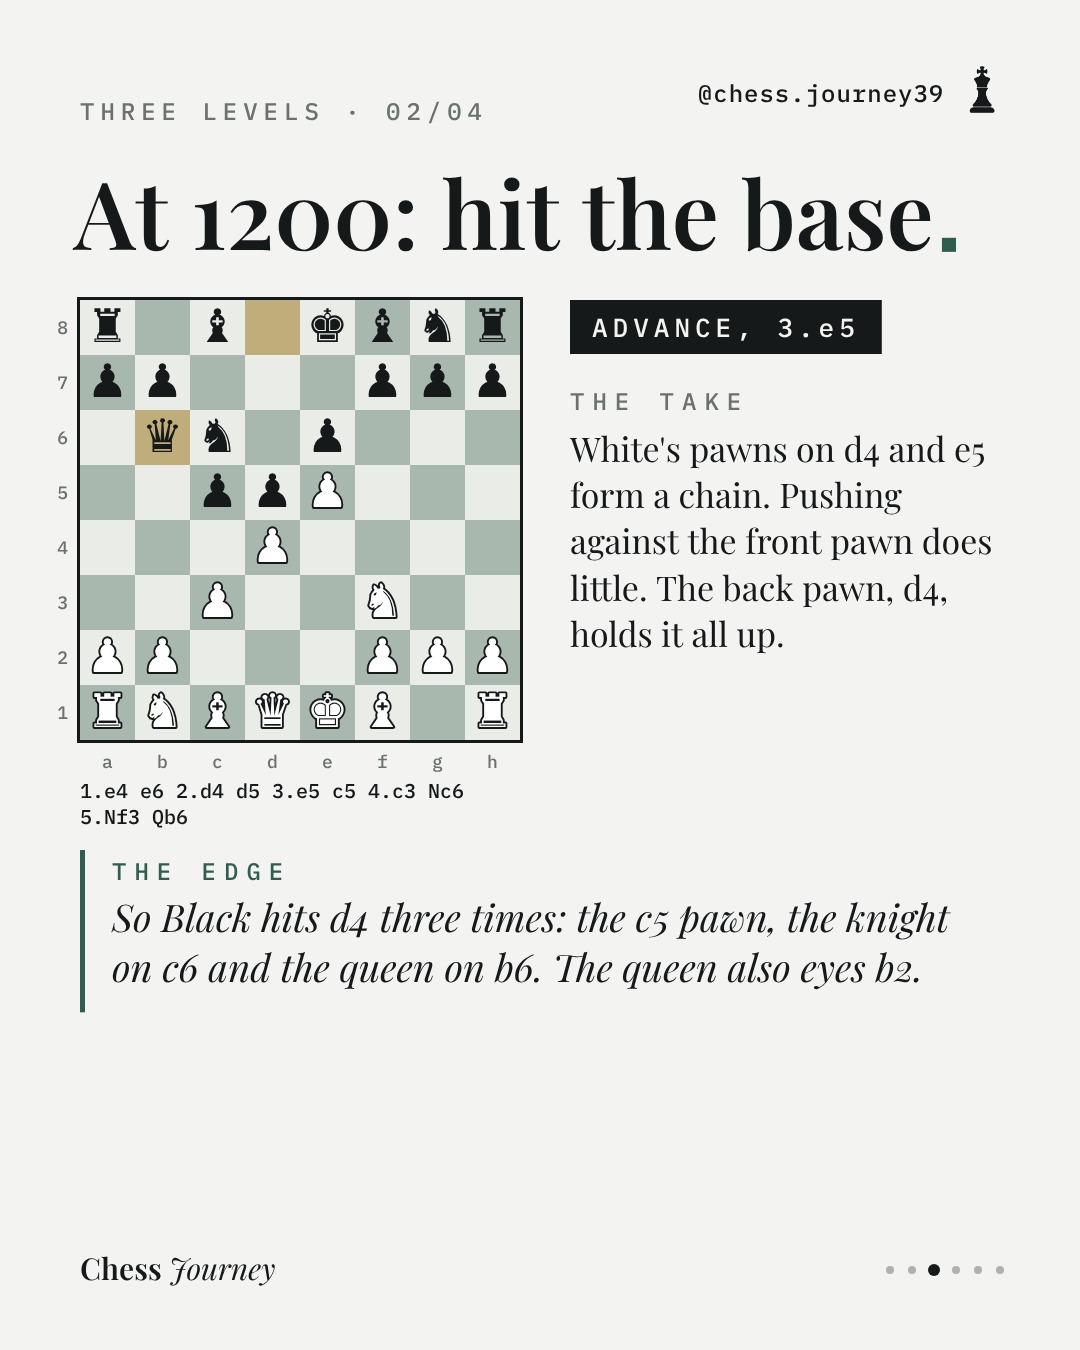 THREE LEVELS · 02/04
@chess.journey39
At 1200: hit the base.
8
7
6
5
4
3
2
1
a b c d e f g h
1.e4 e6 2.d4 d5 3.e5 c5 4.c3 Nc6
5.Nf3 Qb6
ADVANCE, 3.e5
THE TAKE
White's pawns on d4 and e5
form a chain. Pushing
against the front pawn does
little. The back pawn, d4,
holds it all up.
THE EDGE
So Black hits d4 three times: the c5 pawn, the knight
on c6 and the queen on b6. The queen also eyes b2.
Chess Journey